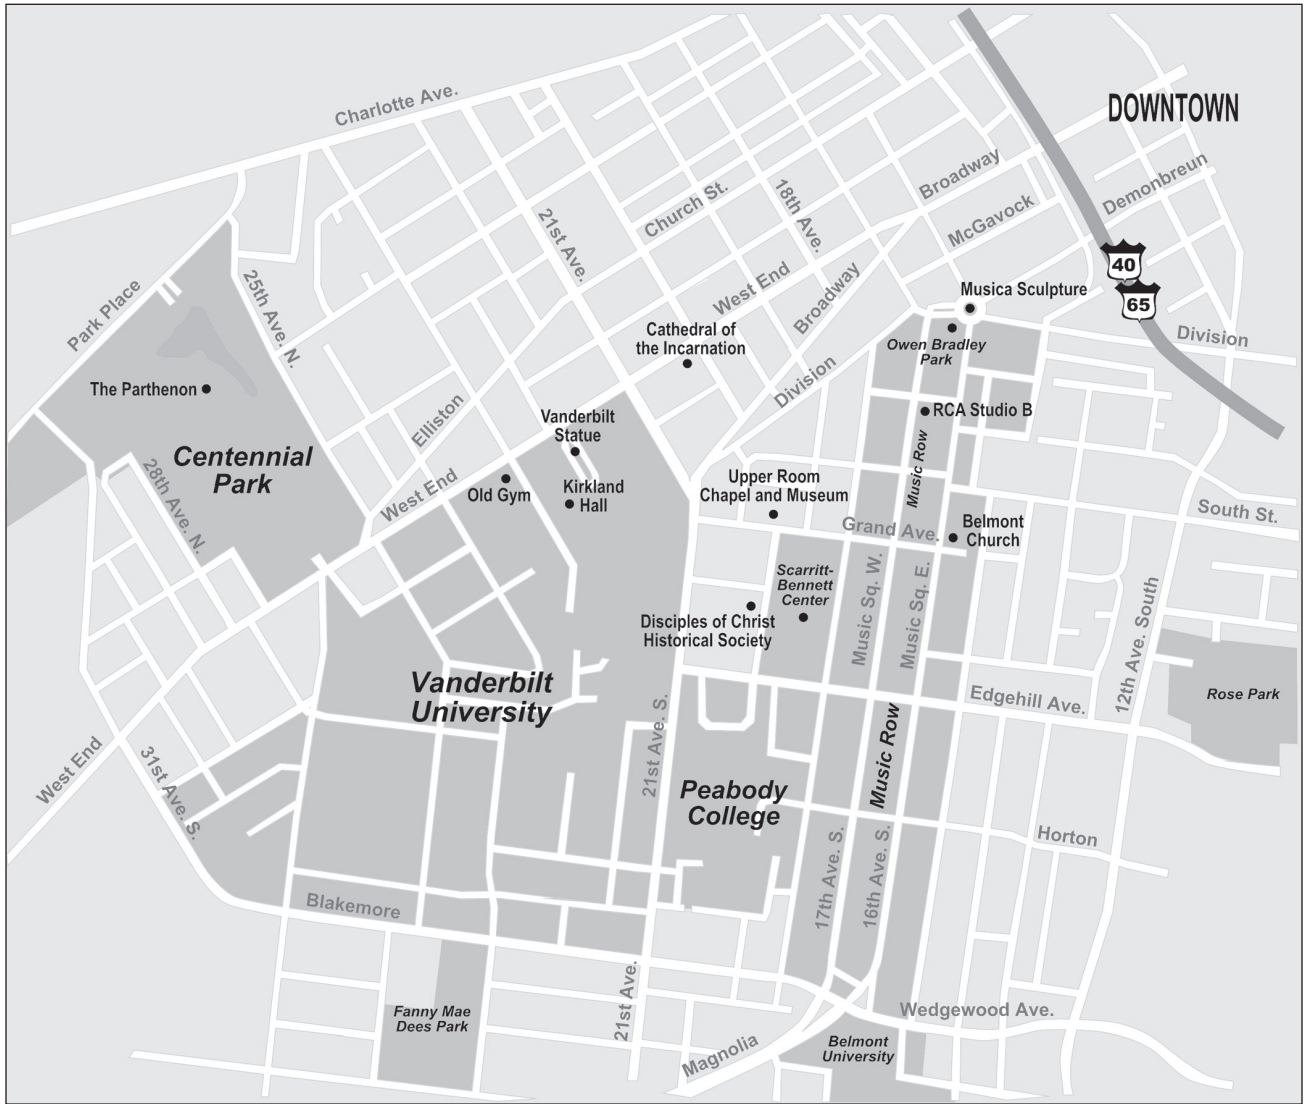 DOWNTOWN
Charlotte Ave.
Broadway
Demonbreun
18th Ave.
Church St.
McGavock
21st Ave.
40
65
Park Place
25th Ave. N.
West End
Broadway
Musica Sculpture
Cathedral of
the Incarnation
Division
Owen Bradley
Park
Division
The Parthenon
Elliston
Vanderbilt
Statue
RCA Studio B
Centennial
Park
28th Ave. N.
West End
Old Gym
Kirkland
Hall
Upper Room
Chapel and Museum
Music Row
South St.
Grand Ave.
Belmont
Church
Scarritt-
Bennett
Center
Music Sq. W.
Music Sq. E.
Disciples of Christ
Historical Society
12th Ave. South
Vanderbilt
University
Edgehill Ave.
Rose Park
West End
31st Ave. S.
21st Ave. S.
Music Row
Peabody
College
Horton
17th Ave. S.
16th Ave. S.
Blakemore
Fanny Mae
Dees Park
21st Ave.
Magnolia
Wedgewood Ave.
Belmont
University